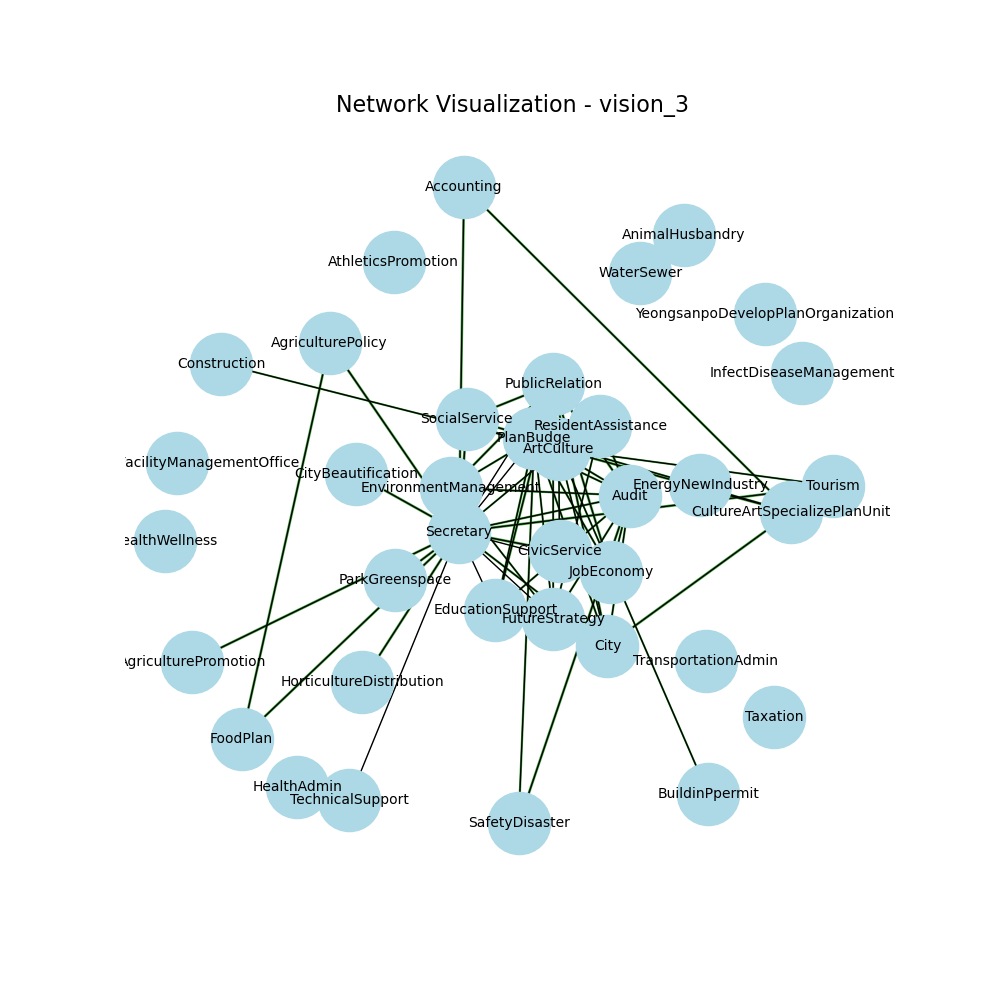 Network Visualization - vision_3
Accounting
AnimalHusbandry
AthleticsPromotion
WaterSewer
YeongsanpoDevelopPlanOrganization
AgriculturePolicy
Construction
InfectDiseaseManagement
PublicRelation
SocialService
ResidentAssistance
PlanBudge
ArtCulture
acilityManagementOffice
CityBeautification
EnvironmentManagement
EnergyNewIndustry
Tourism
Audit
CultureArtSpecializePlanUnit
Secretary
ealthWellness
CivicService
JobEconomy
ParkGreenspace
EducationSupport
FutureStrategy
City
TransportationAdmin
AgriculturePromotion
HorticultureDistribution
Taxation
FoodPlan
HealthAdmin
TechnicalSupport
BuildinPpermit
SafetyDisaster